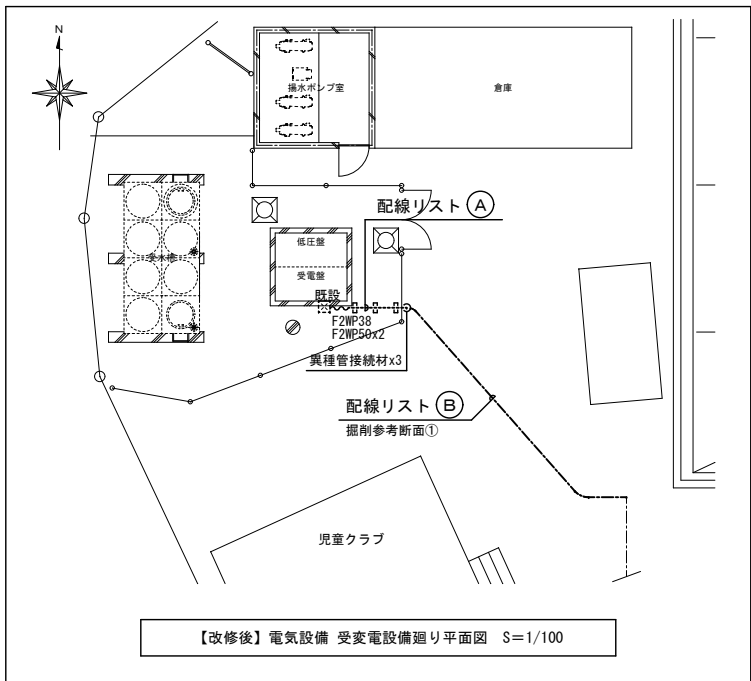 N
揚水ポンプ室
倉庫
配線リスト A
低圧盤
受水槽
受電盤
既設
F2WP38
F2WP50x2
異種管接続材x3
配線リスト B
掘削参考断面①
児童クラブ
【改修後】電気設備 受変電設備廻り平面図 S＝1/100